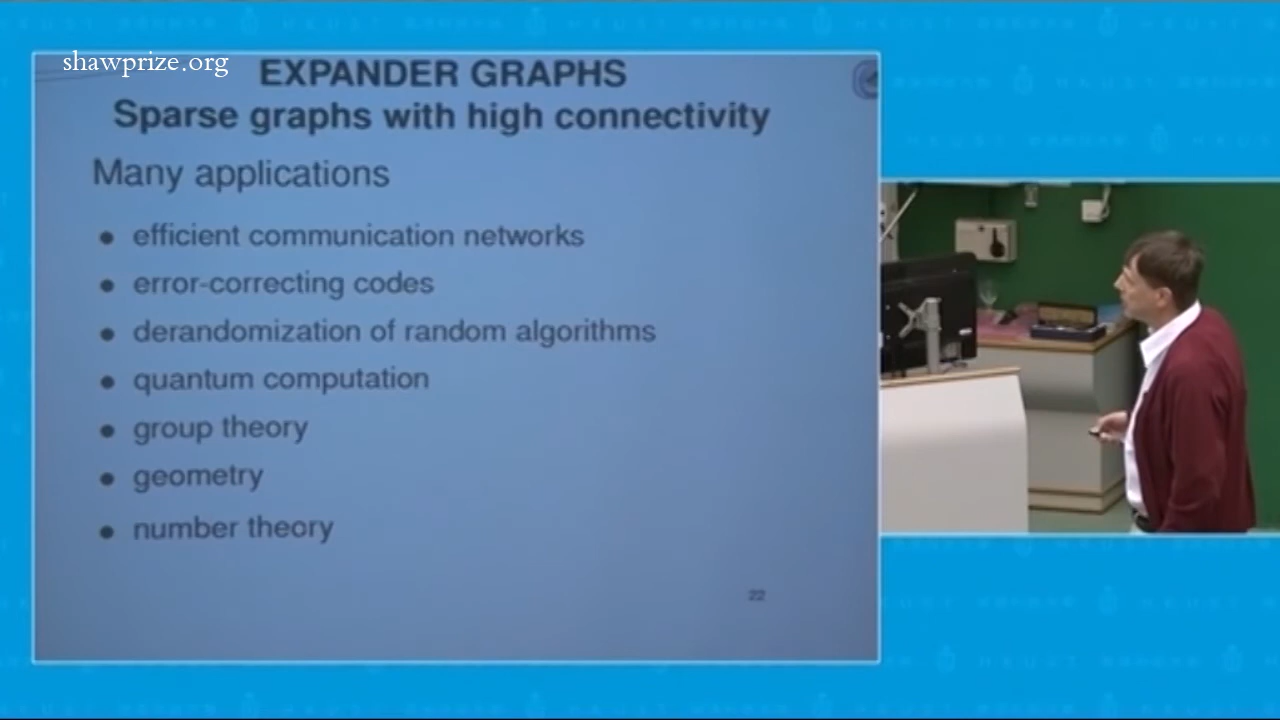 shawprize.org
EXPANDER GRAPHS
Sparse graphs with high connectivity
Many applications
• efficient communication networks
• error-correcting codes
• derandomization of random algorithms
• quantum computation
• group theory
• geometry
• number theory
22